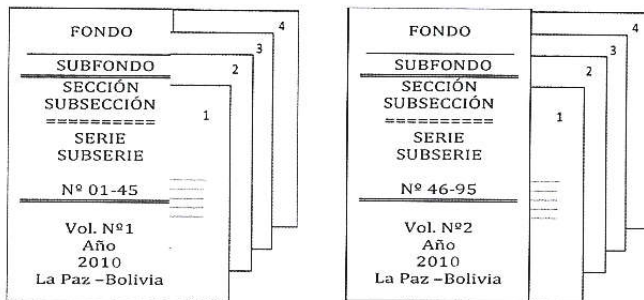 FONDO
SUBFONDO
SECCIÓN
SUBSECCIÓN
==========
SERIE
SUBSERIE
Nº 01-45
Vol. Nº1
Año
2010
La Paz –Bolivia
1
2
3
4
FONDO
SUBFONDO
SECCIÓN
SUBSECCIÓN
==========
SERIE
SUBSERIE
Nº 46-95
Vol. Nº2
Año
2010
La Paz –Bolivia
1
2
3
4